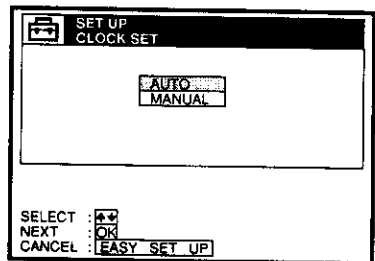 SET UP
CLOCK SET
AUTO
MANUAL
SELECT :
NEXT : OK
CANCEL : EASY SET UP